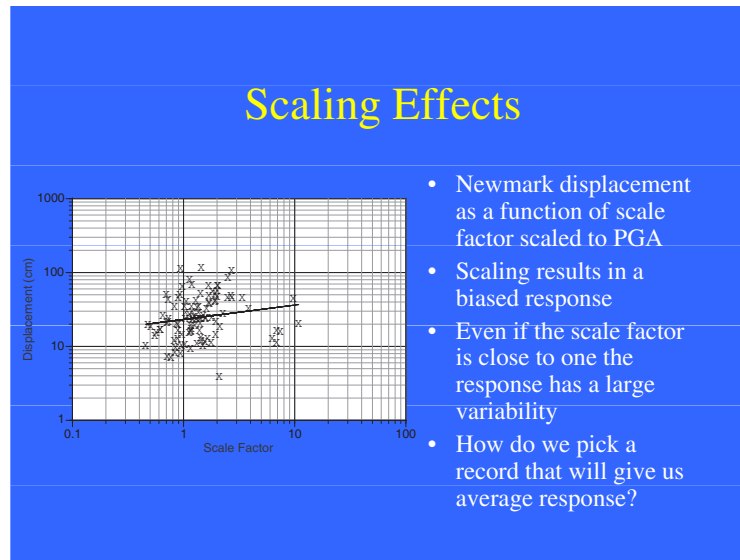 Scaling Effects
1000
100
10
1
0.1
1
10
100
Displacement (cm)
Scale Factor
• Newmark displacement
as a function of scale
factor scaled to PGA
• Scaling results in a
biased response
• Even if the scale factor
is close to one the
response has a large
variability
• How do we pick a
record that will give us
average response?